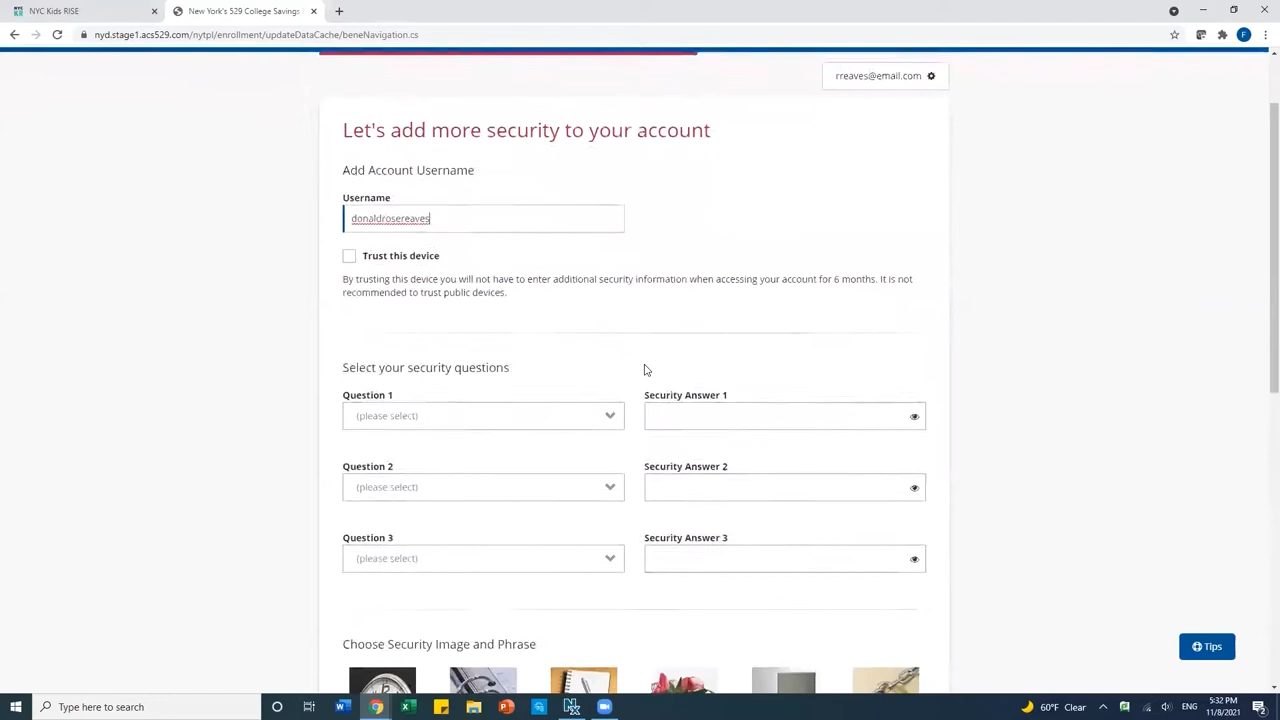 NYC Kids RISE
New York's 529 College Savings
nyd.stage1.acs529.com/nytpl/enrollment/updateDataCache/beneNavigation.cs
F
rreaves@email.com
Let's add more security to your account
Add Account Username
Username
donaldrosereaves
Trust this device
By trusting this device you will not have to enter additional security information when accessing your account for 6 months. It is not
recommended to trust public devices.
Select your security questions
Question 1
Security Answer 1
(please select)
Question 2
Security Answer 2
(please select)
Question 3
Security Answer 3
(please select)
Choose Security Image and Phrase
Tips
Type here to search
60°F Clear
ENG
5:32 PM
11/8/2021
2